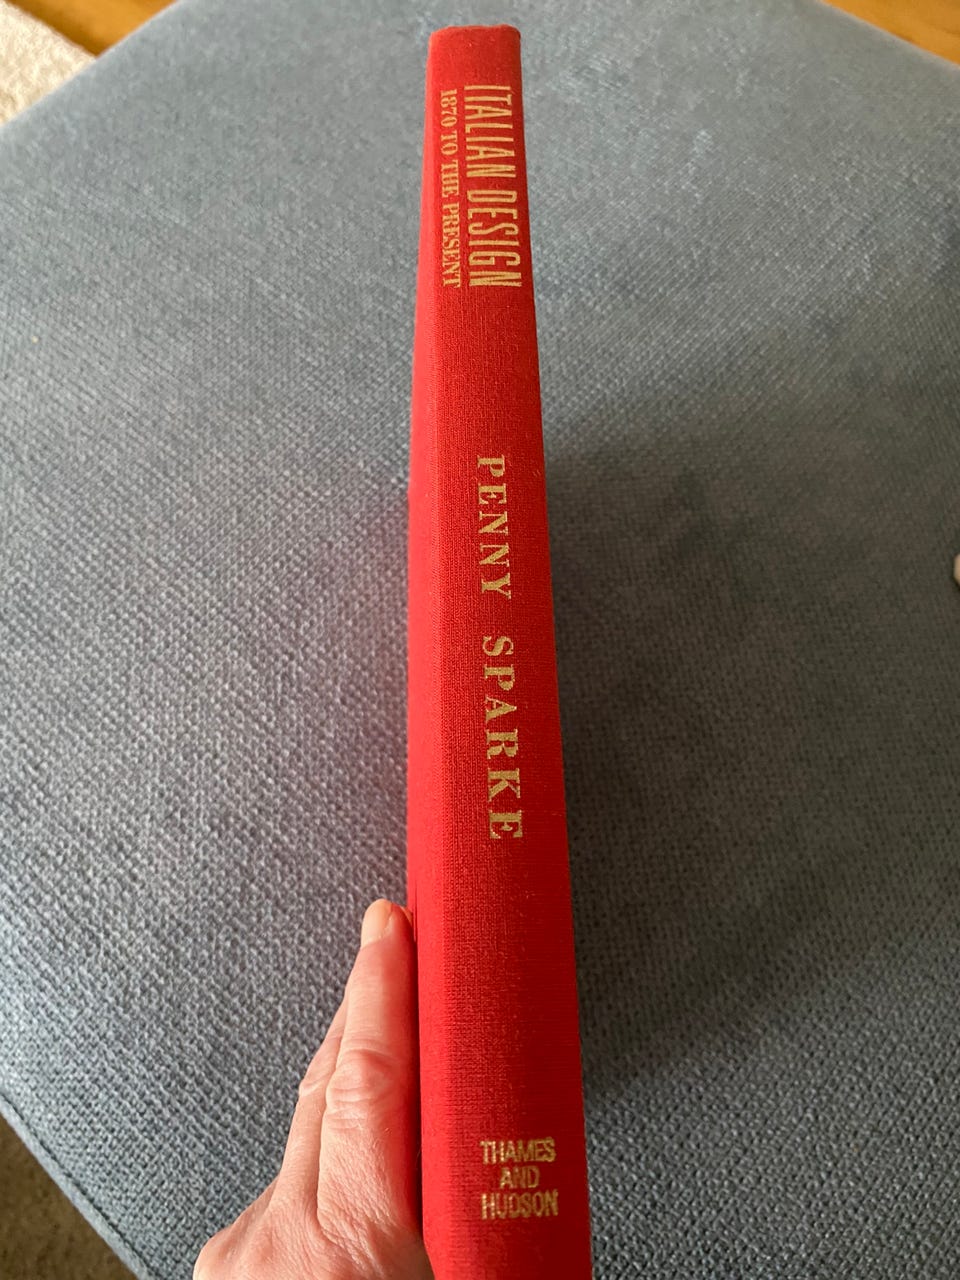 ITALIAN DESIGN
1870 TO THE PRESENT
PENNY SPARKE
THAMES
AND
HUDSON